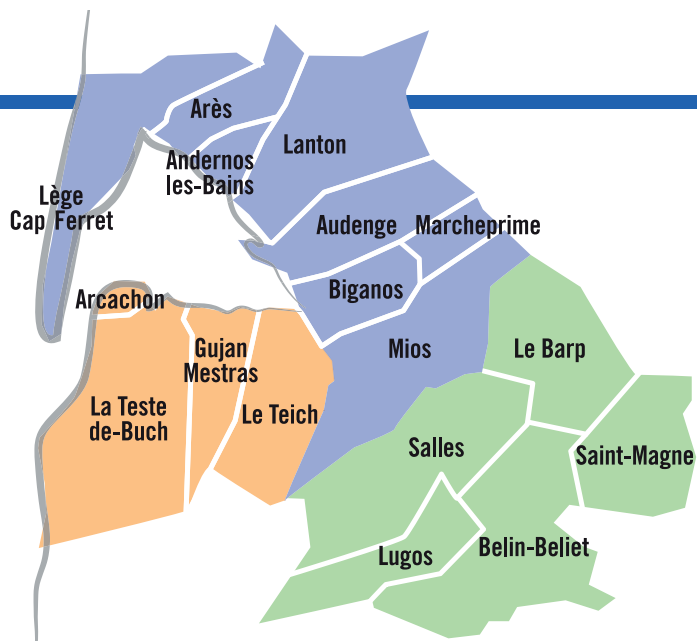 Arès
Lanton
Andernos
les-Bains
Lège
Cap Ferret
Audenge
Marcheprime
Biganos
Arcachon
Gujan
Mestras
Mios
Le Barp
La Teste
de-Buch
Le Teich
Salles
Saint-Magne
Lugos
Belin-Beliet